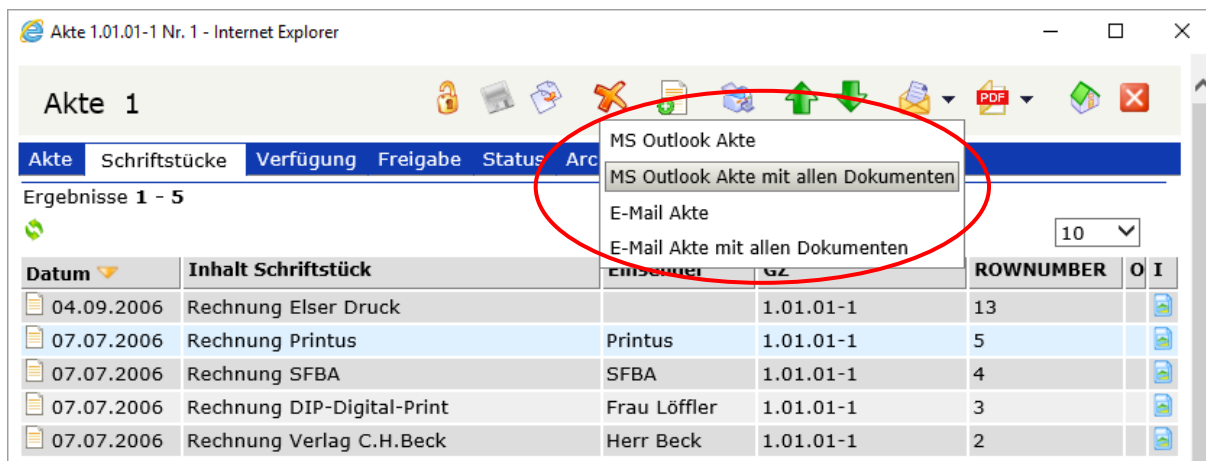 Akte 1.01.01-1 Nr. 1 - Internet Explorer
Akte 1
PDF
MS Outlook Akte
MS Outlook Akte mit allen Dokumenten
E-Mail Akte
E-Mail Akte mit allen Dokumenten
Akte Schriftstücke Verfügung Freigabe Status Arc
Ergebnisse 1 - 5
10
Datum Inhalt Schriftstück Einsender GZ ROWNUMBER O I
04.09.2006 Rechnung Elser Druck 1.01.01-1 13
07.07.2006 Rechnung Printus Printus 1.01.01-1 5
07.07.2006 Rechnung SFBA SFBA 1.01.01-1 4
07.07.2006 Rechnung DIP-Digital-Print Frau Löffler 1.01.01-1 3
07.07.2006 Rechnung Verlag C.H.Beck Herr Beck 1.01.01-1 2